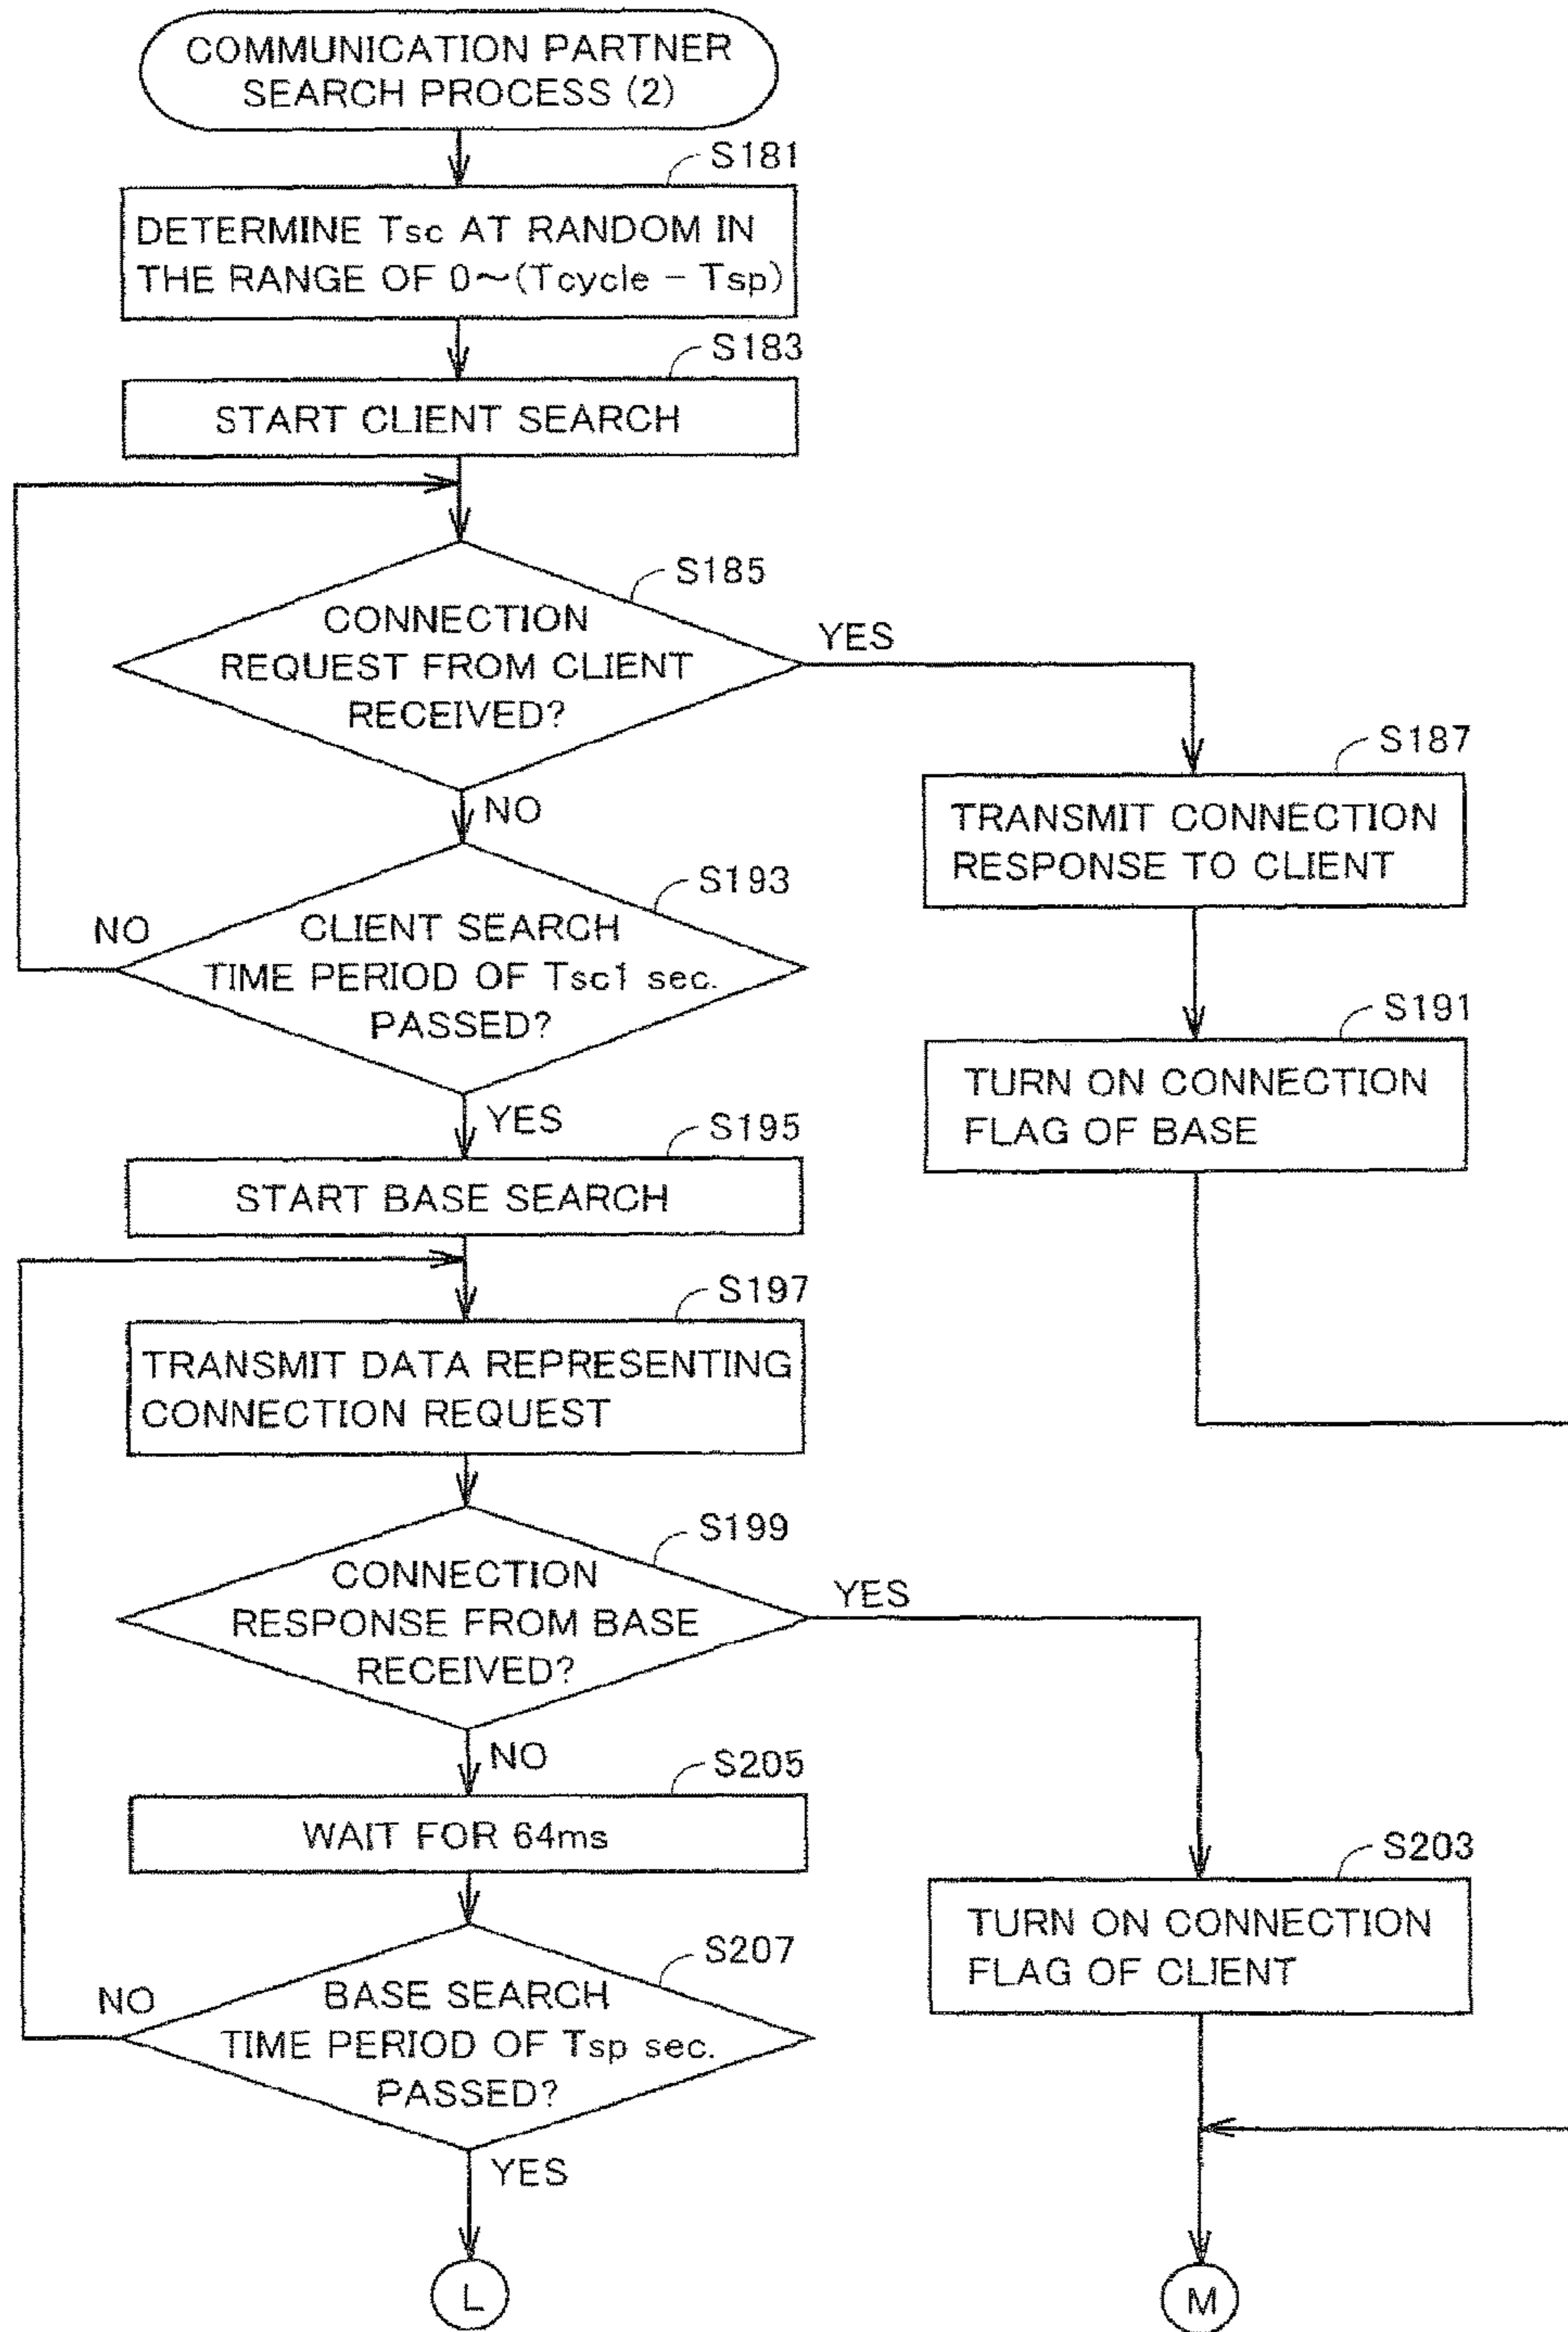 COMMUNICATION PARTNER
SEARCH PROCESS (2)
S181
DETERMINE Tsc AT RANDOM IN
THE RANGE OF 0~(Tcycle - Tsp)
S183
START CLIENT SEARCH
S185
CONNECTION
REQUEST FROM CLIENT
RECEIVED?
YES
NO
S187
TRANSMIT CONNECTION
RESPONSE TO CLIENT
S193
CLIENT SEARCH
TIME PERIOD OF Tsc1 sec.
PASSED?
NO
YES
S191
TURN ON CONNECTION
FLAG OF BASE
S195
START BASE SEARCH
S197
TRANSMIT DATA REPRESENTING
CONNECTION REQUEST
S199
CONNECTION
RESPONSE FROM BASE
RECEIVED?
YES
NO
S205
WAIT FOR 64ms
S203
TURN ON CONNECTION
FLAG OF CLIENT
S207
BASE SEARCH
TIME PERIOD OF Tsp sec.
PASSED?
NO
YES
L
M